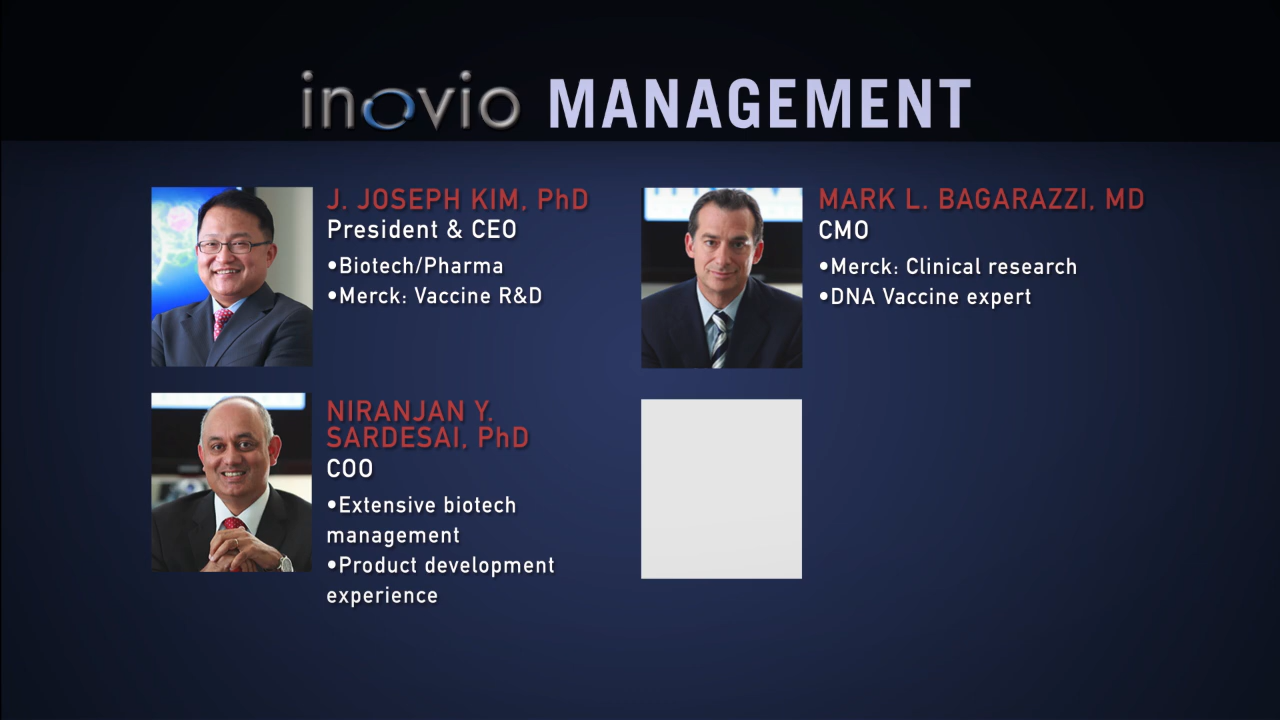 inovio MANAGEMENT
J. JOSEPH KIM, PhD
President & CEO
•Biotech/Pharma
•Merck: Vaccine R&D
MARK L. BAGARAZZI, MD
CMO
•Merck: Clinical research
•DNA Vaccine expert
NIRANJAN Y.
SARDESAI, PhD
COO
•Extensive biotech
management
•Product development
experience